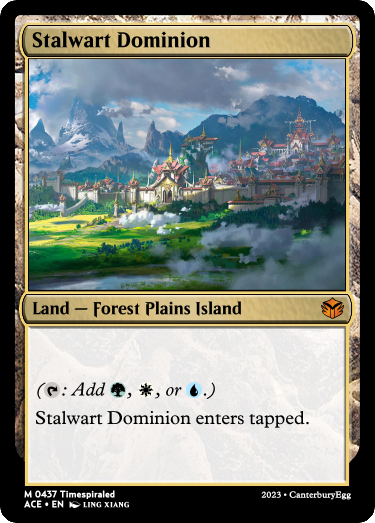 Stalwart Dominion
Land — Forest Plains Island
(: Add , , or .)
Stalwart Dominion enters tapped.
M 0437 Timespiraled
ACE • EN LING XIANG
2023 • CanterburyEgg